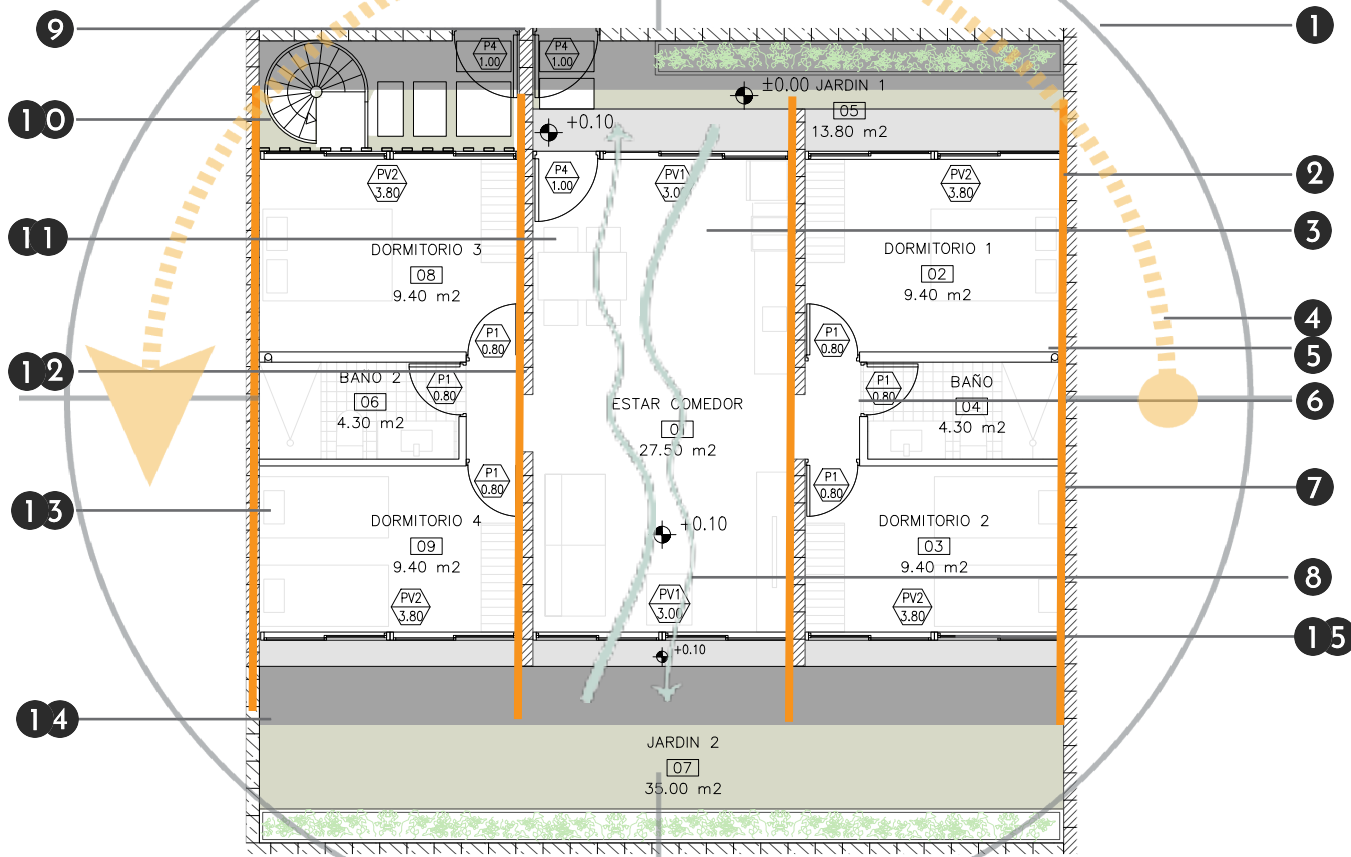 9
1
P4
1.00
P4
1.00
±0.00 JARDIN 1
05
13.80 m2
10
+0.10
PV2
3.80
P4
1.00
PV1
3.00
PV2
3.80
2
11
3
DORMITORIO 3
08
9.40 m2
DORMITORIO 1
02
9.40 m2
4
P1
0.80
P1
0.80
5
12
BAÑO 2
06
4.30 m2
P1
0.80
ESTAR COMEDOR
01
27.50 m2
P1
0.80
BAÑO
04
4.30 m2
6
P1
0.80
P1
0.80
7
13
DORMITORIO 4
09
9.40 m2
+0.10
DORMITORIO 2
03
9.40 m2
8
PV2
3.80
PV1
3.00
PV2
3.80
15
+0.10
14
JARDIN 2
07
35.00 m2